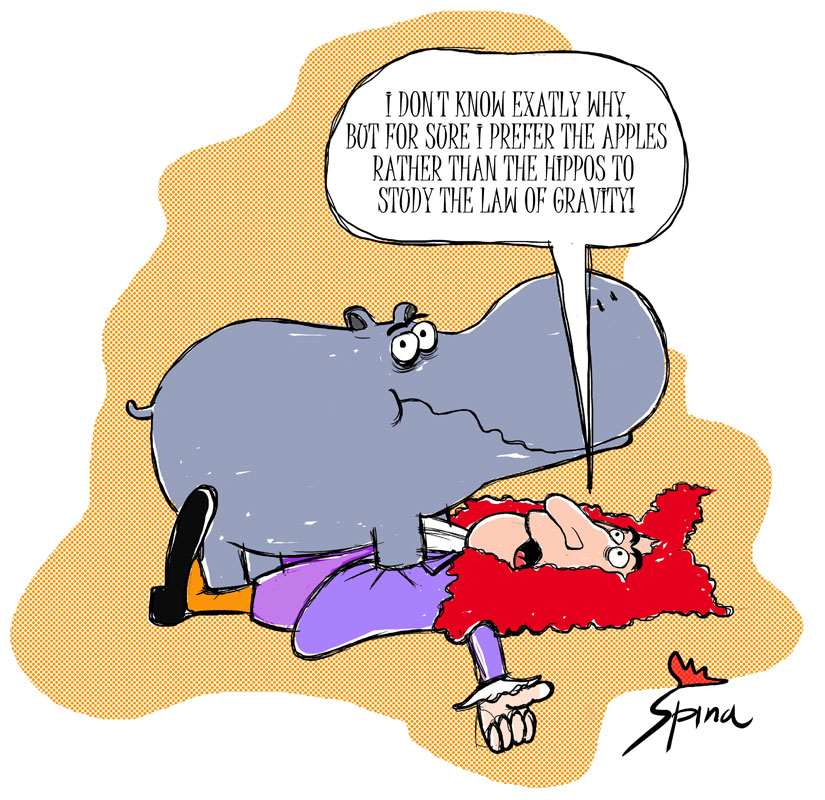 I DON'T KNOW EXATLY WHY,
BUT FOR SURE I PREFER THE APPLES
RATHER THAN THE HIPPOS TO
STUDY THE LAW OF GRAVITY!
Spina